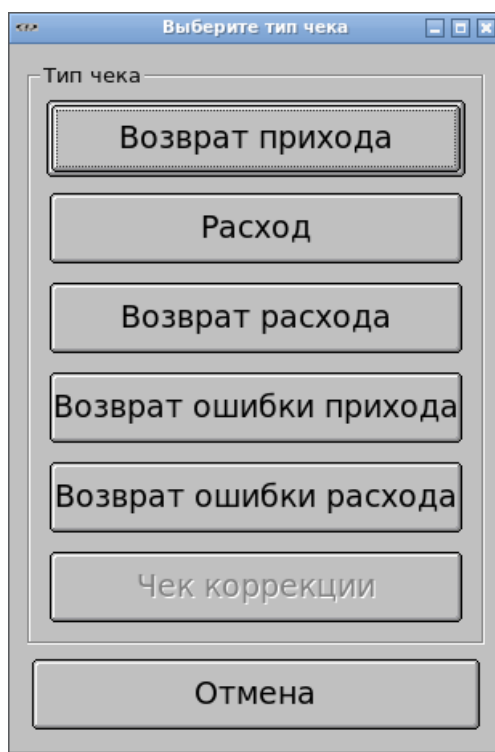 Выберите тип чека
Тип чека
Возврат прихода
Расход
Возврат расхода
Возврат ошибки прихода
Возврат ошибки расхода
Чек коррекции
Отмена